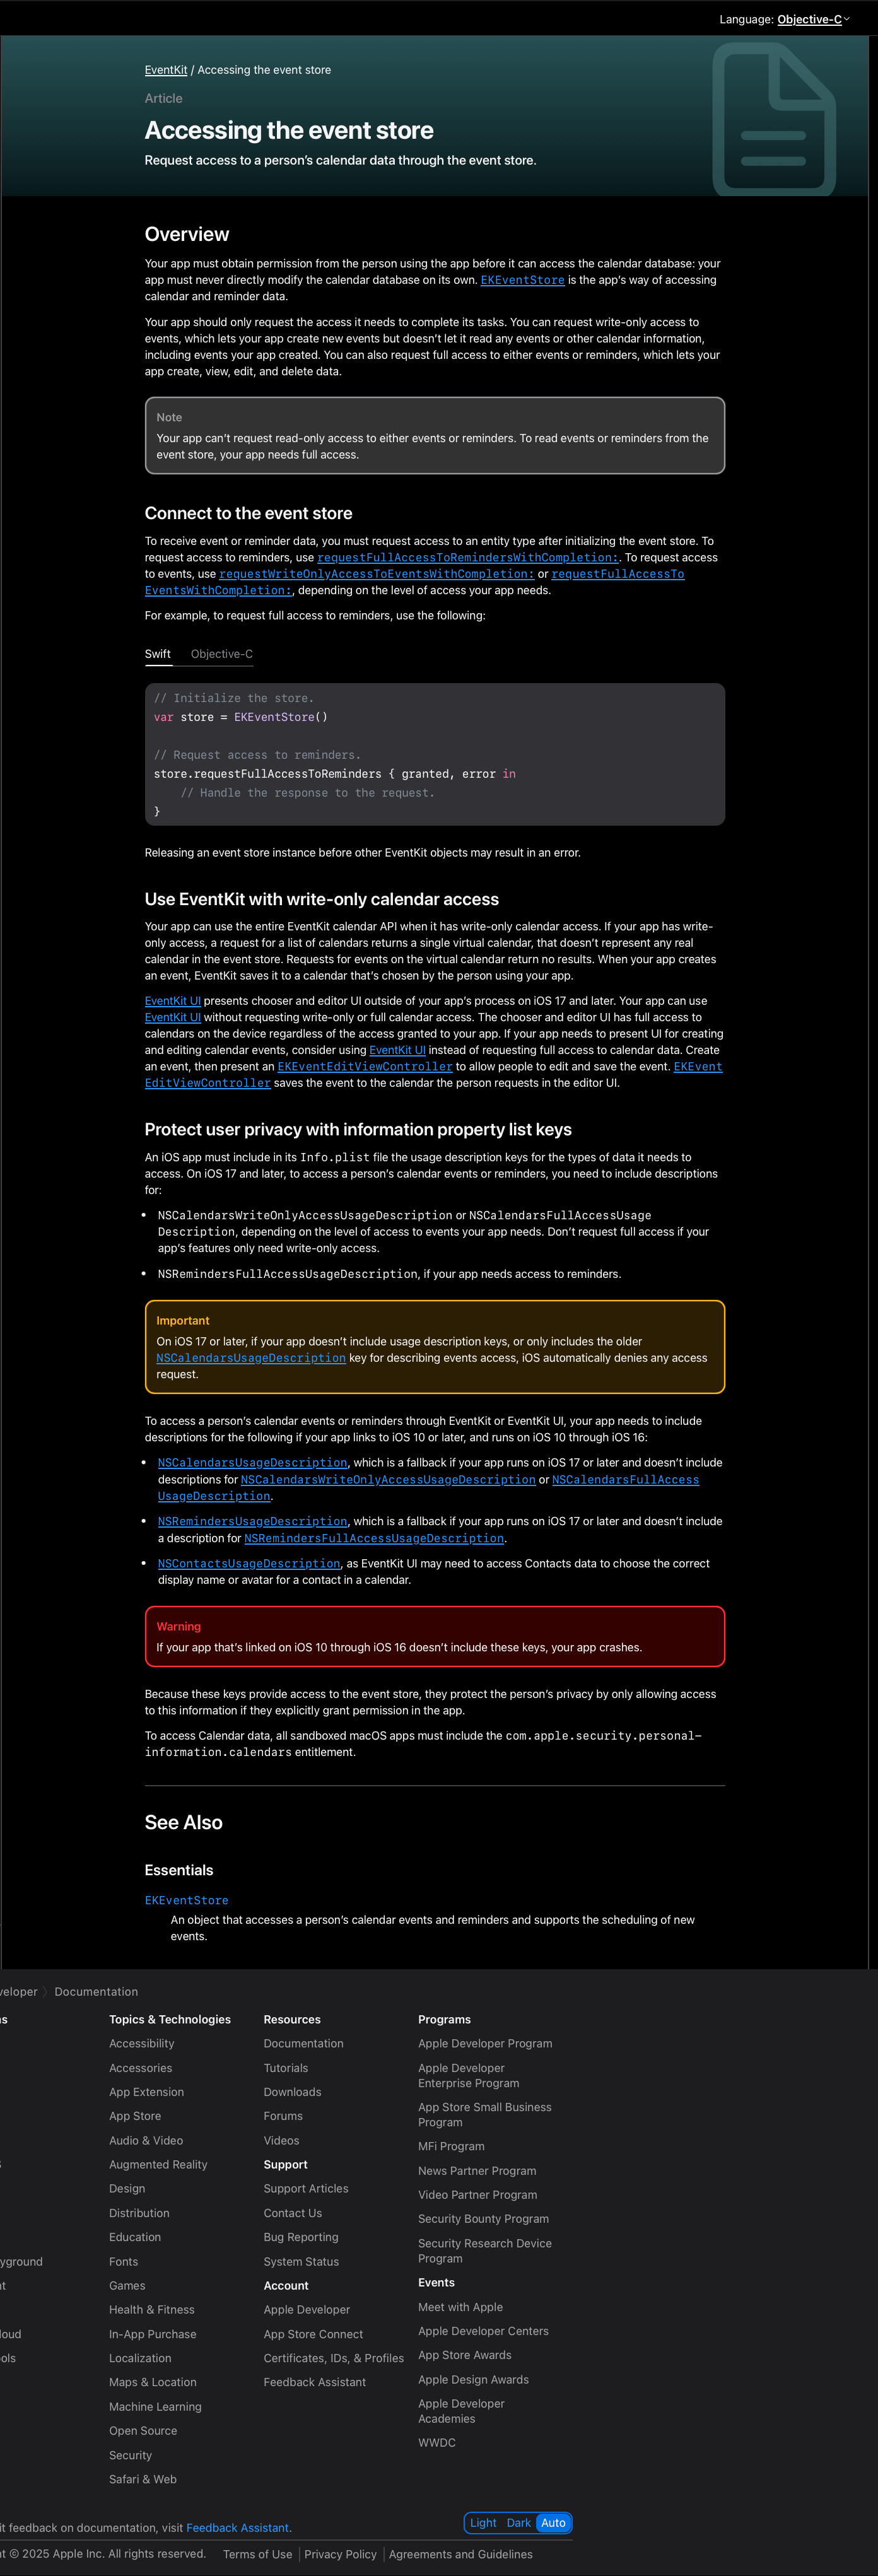 Language: Objective-C
EventKit / Accessing the event store
Article
Accessing the event store
Request access to a person’s calendar data through the event store.
Overview
Your app must obtain permission from the person using the app before it can access the calendar database: your
app must never directly modify the calendar database on its own. EKEventStore is the app’s way of accessing
calendar and reminder data.
Your app should only request the access it needs to complete its tasks. You can request write-only access to
events, which lets your app create new events but doesn’t let it read any events or other calendar information,
including events your app created. You can also request full access to either events or reminders, which lets your
app create, view, edit, and delete data.
Note
Your app can’t request read-only access to either events or reminders. To read events or reminders from the
event store, your app needs full access.
Connect to the event store
To receive event or reminder data, you must request access to an entity type after initializing the event store. To
request access to reminders, use requestFullAccessToRemindersWithCompletion:. To request access
to events, use requestWriteOnlyAccessToEventsWithCompletion: or requestFullAccessTo
EventsWithCompletion:, depending on the level of access your app needs.
For example, to request full access to reminders, use the following:
Swift Objective-C
// Initialize the store.
var store = EKEventStore()
// Request access to reminders.
store.requestFullAccessToReminders { granted, error in
// Handle the response to the request.
}
Releasing an event store instance before other EventKit objects may result in an error.
Use EventKit with write-only calendar access
Your app can use the entire EventKit calendar API when it has write-only calendar access. If your app has write-
only access, a request for a list of calendars returns a single virtual calendar, that doesn’t represent any real
calendar in the event store. Requests for events on the virtual calendar return no results. When your app creates
an event, EventKit saves it to a calendar that’s chosen by the person using your app.
EventKit UI presents chooser and editor UI outside of your app’s process on iOS 17 and later. Your app can use
EventKit UI without requesting write-only or full calendar access. The chooser and editor UI has full access to
calendars on the device regardless of the access granted to your app. If your app needs to present UI for creating
and editing calendar events, consider using EventKit UI instead of requesting full access to calendar data. Create
an event, then present an EKEventEditViewController to allow people to edit and save the event. EKEvent
EditViewController saves the event to the calendar the person requests in the editor UI.
Protect user privacy with information property list keys
An iOS app must include in its Info.plist file the usage description keys for the types of data it needs to
access. On iOS 17 and later, to access a person’s calendar events or reminders, you need to include descriptions
for:
• NSCalendarsWriteOnlyAccessUsageDescription or NSCalendarsFullAccessUsage
Description, depending on the level of access to events your app needs. Don’t request full access if your
app’s features only need write-only access.
• NSRemindersFullAccessUsageDescription, if your app needs access to reminders.
Important
On iOS 17 or later, if your app doesn’t include usage description keys, or only includes the older
NSCalendarsUsageDescription key for describing events access, iOS automatically denies any access
request.
To access a person’s calendar events or reminders through EventKit or EventKit UI, your app needs to include
descriptions for the following if your app links to iOS 10 or later, and runs on iOS 10 through iOS 16:
• NSCalendarsUsageDescription, which is a fallback if your app runs on iOS 17 or later and doesn’t include
descriptions for NSCalendarsWriteOnlyAccessUsageDescription or NSCalendarsFullAccess
UsageDescription.
• NSRemindersUsageDescription, which is a fallback if your app runs on iOS 17 or later and doesn’t include
a description for NSRemindersFullAccessUsageDescription.
• NSContactsUsageDescription, as EventKit UI may need to access Contacts data to choose the correct
display name or avatar for a contact in a calendar.
Warning
If your app that’s linked on iOS 10 through iOS 16 doesn’t include these keys, your app crashes.
Because these keys provide access to the event store, they protect the person’s privacy by only allowing access
to this information if they explicitly grant permission in the app.
To access Calendar data, all sandboxed macOS apps must include the com.apple.security.personal-
information.calendars entitlement.
See Also
Essentials
EKEventStore
An object that accesses a person’s calendar events and reminders and supports the scheduling of new
events.
veloper Documentation
ns
S
yground
nt
loud
ols
Topics & Technologies
Accessibility
Accessories
App Extension
App Store
Audio & Video
Augmented Reality
Design
Distribution
Education
Fonts
Games
Health & Fitness
In-App Purchase
Localization
Maps & Location
Machine Learning
Open Source
Security
Safari & Web
Resources
Documentation
Tutorials
Downloads
Forums
Videos
Support
Support Articles
Contact Us
Bug Reporting
System Status
Account
Apple Developer
App Store Connect
Certificates, IDs, & Profiles
Feedback Assistant
Programs
Apple Developer Program
Apple Developer
Enterprise Program
App Store Small Business
Program
MFi Program
News Partner Program
Video Partner Program
Security Bounty Program
Security Research Device
Program
Events
Meet with Apple
Apple Developer Centers
App Store Awards
Apple Design Awards
Apple Developer
Academies
WWDC
it feedback on documentation, visit Feedback Assistant.
Light Dark Auto
nt © 2025 Apple Inc. All rights reserved. Terms of Use | Privacy Policy | Agreements and Guidelines